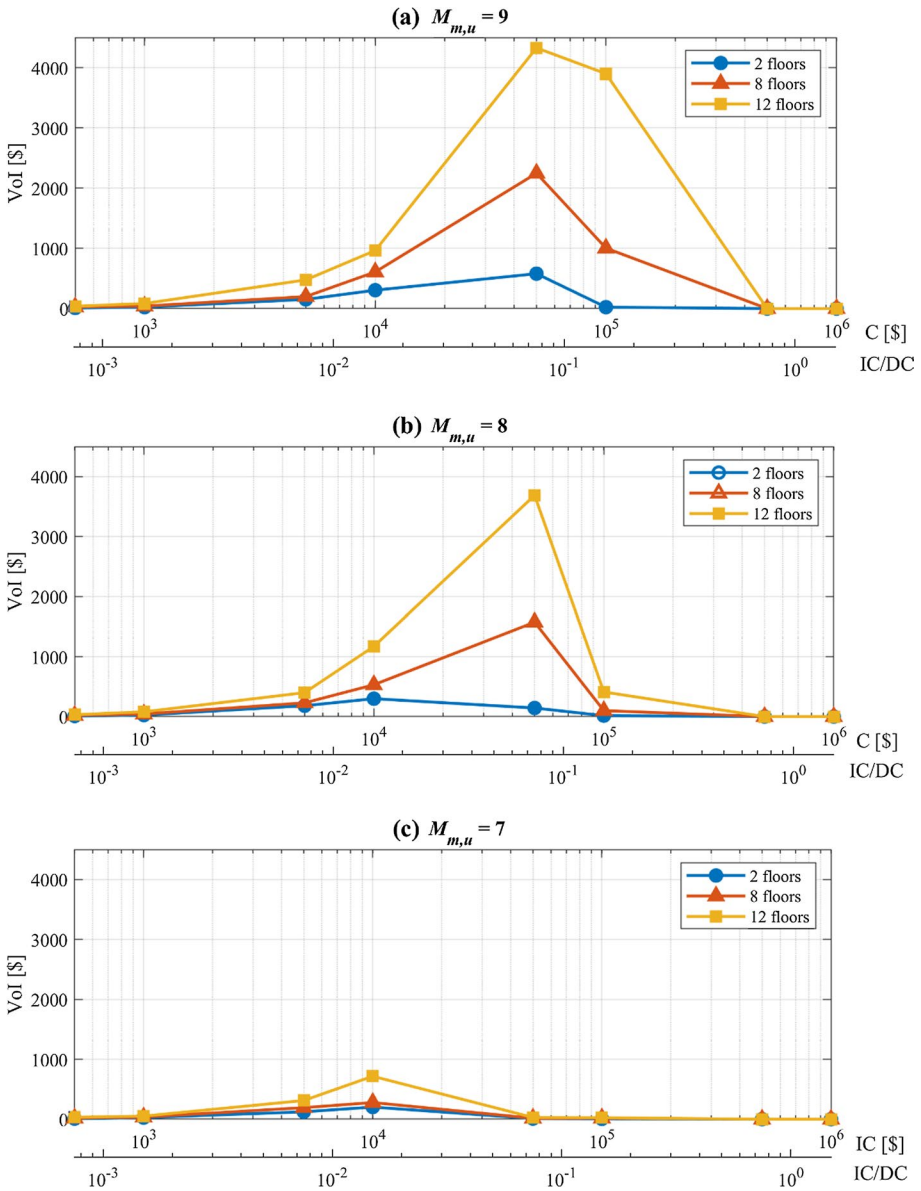 (a) Mm,u = 9
VoI [$]
4000
3000
2000
1000
0
2 floors
8 floors
12 floors
10^3 10^4 10^5 10^6 C [$]
10^-3 10^-2 10^-1 10^0 IC/DC
(b) Mm,u = 8
VoI [$]
4000
3000
2000
1000
0
2 floors
8 floors
12 floors
10^3 10^4 10^5 10^6 C [$]
10^-3 10^-2 10^-1 10^0 IC/DC
(c) Mm,u = 7
VoI [$]
4000
3000
2000
1000
0
2 floors
8 floors
12 floors
10^3 10^4 10^5 10^6 IC [$]
10^-3 10^-2 10^-1 10^0 IC/DC